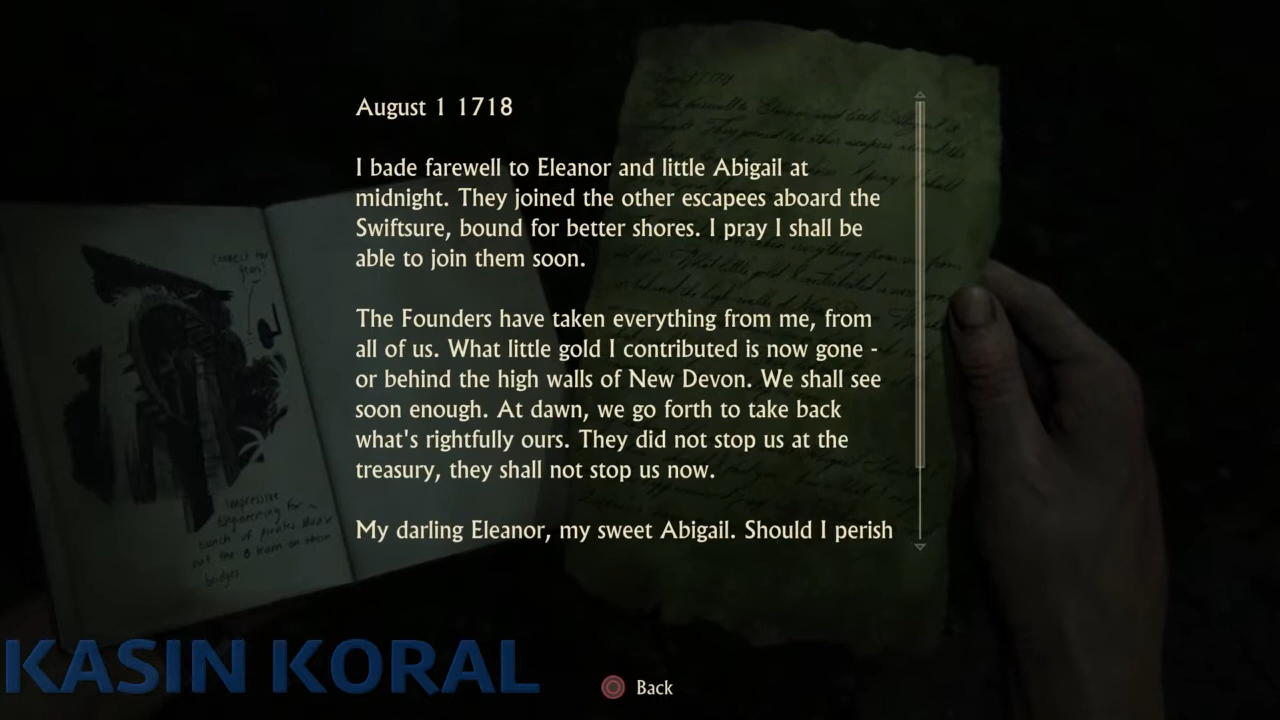 August 1 1718
I bade farewell to Eleanor and little Abigail at
midnight. They joined the other escapees aboard the
Swiftsure, bound for better shores. I pray I shall be
able to join them soon.
The Founders have taken everything from me, from
all of us. What little gold I contributed is now gone -
or behind the high walls of New Devon. We shall see
soon enough. At dawn, we go forth to take back
what's rightfully ours. They did not stop us at the
treasury, they shall not stop us now.
My darling Eleanor, my sweet Abigail. Should I perish
Impressive
Engineering for a
bunch of pirates
KASIN KORAL
Back